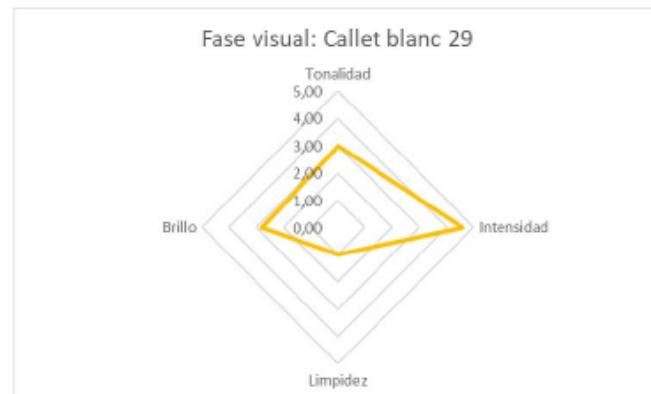 Fase visual: Callet blanc 29
Tonalidad
5,00
4,00
3,00
2,00
1,00
0,00
Brillo
Intensidad
Limpidez